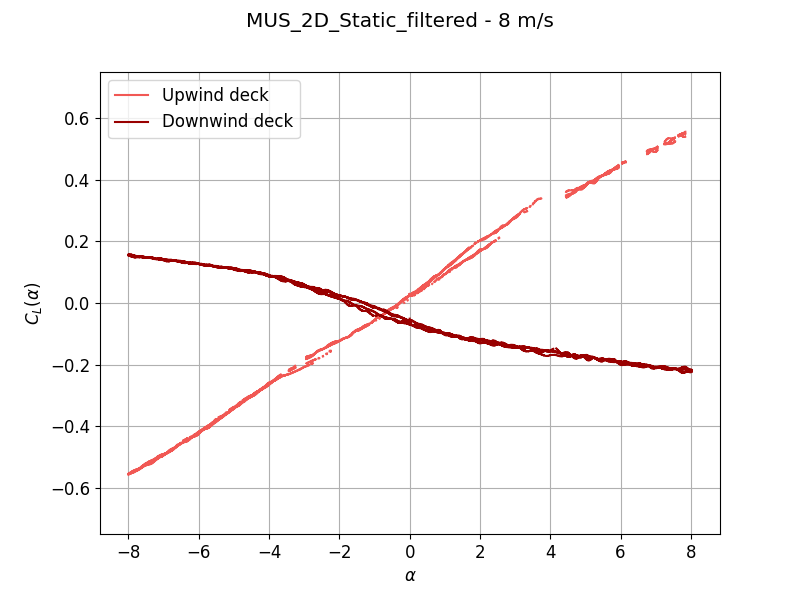 MUS_2D_Static_filtered - 8 m/s
Upwind deck
Downwind deck
0.6
0.4
0.2
0.0
−0.2
−0.4
−0.6
C_L(α)
−8 −6 −4 −2 0 2 4 6 8
α